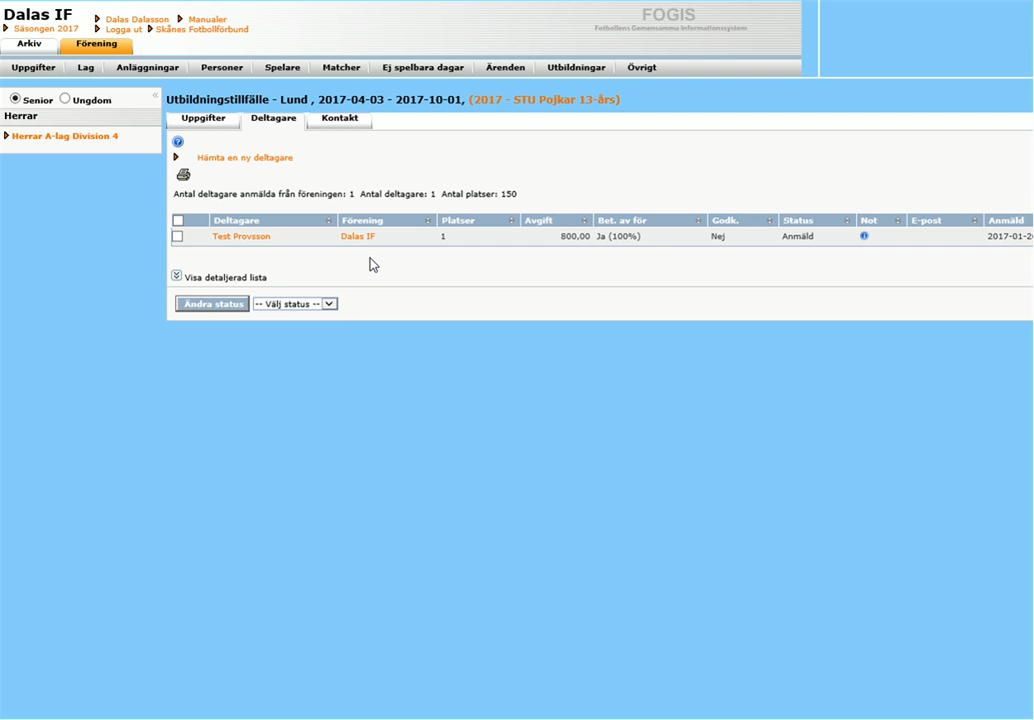 Dalas IF
Dalas Dalasson Manualer
Säsongen 2017 Logga ut Skånes Fotbollförbund
FOGIS
Fotbollens Gemensamma Informationssystem
Arkiv Förening
Uppgifter Lag Anläggningar Personer Spelare Matcher Ej spelbara dagar Ärenden Utbildningar Övrigt
Senior Ungdom «
Herrar
Herrar A-lag Division 4
Utbildningstillfälle - Lund , 2017-04-03 - 2017-10-01, (2017 - STU Pojkar 13-års)
Uppgifter Deltagare Kontakt
?
Hämta en ny deltagare
Antal deltagare anmälda från föreningen: 1 Antal deltagare: 1 Antal platser: 150
Deltagare Förening Platser Avgift Bet. av för Godk. Status Not E-post Anmäld
Test Provsson Dalas IF 1 800,00 Ja (100%) Nej Anmäld 2017-01-2
Visa detaljerad lista
Ändra status -- Välj status --